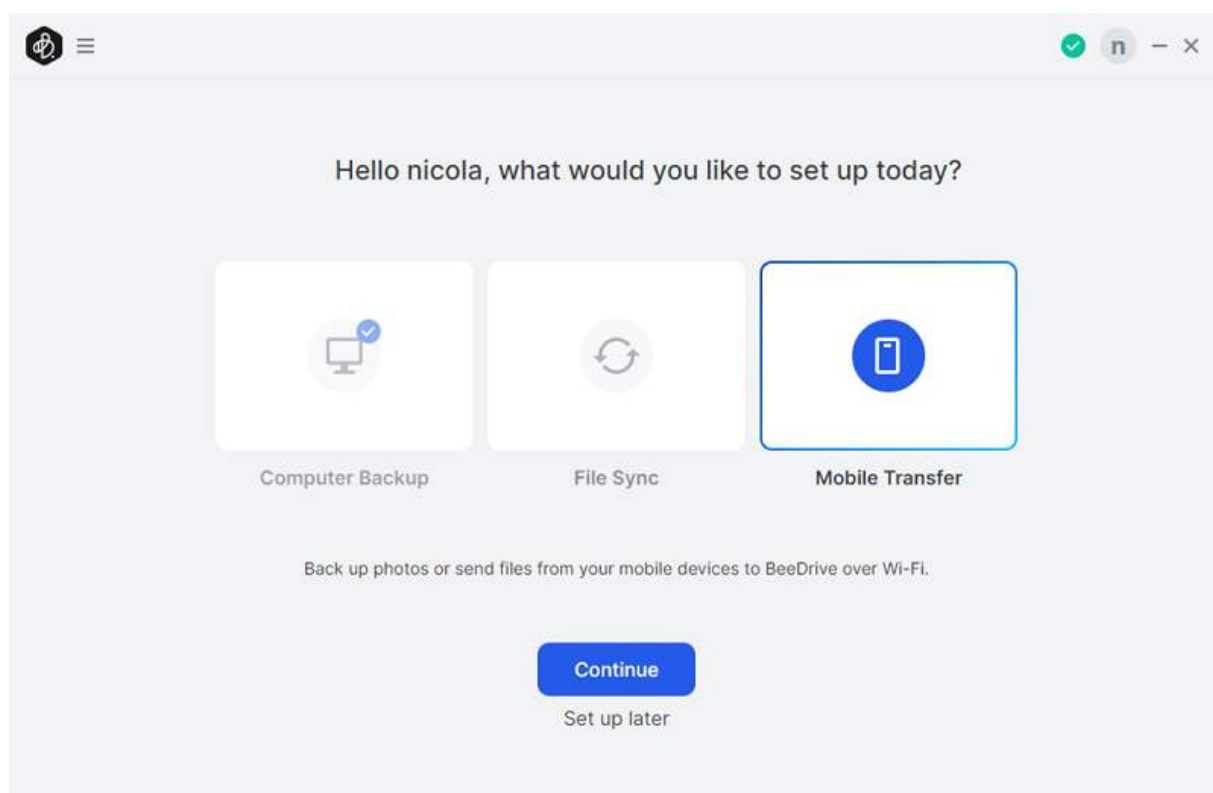 n
Hello nicola, what would you like to set up today?
Computer Backup
File Sync
Mobile Transfer
Back up photos or send files from your mobile devices to BeeDrive over Wi-Fi.
Continue
Set up later